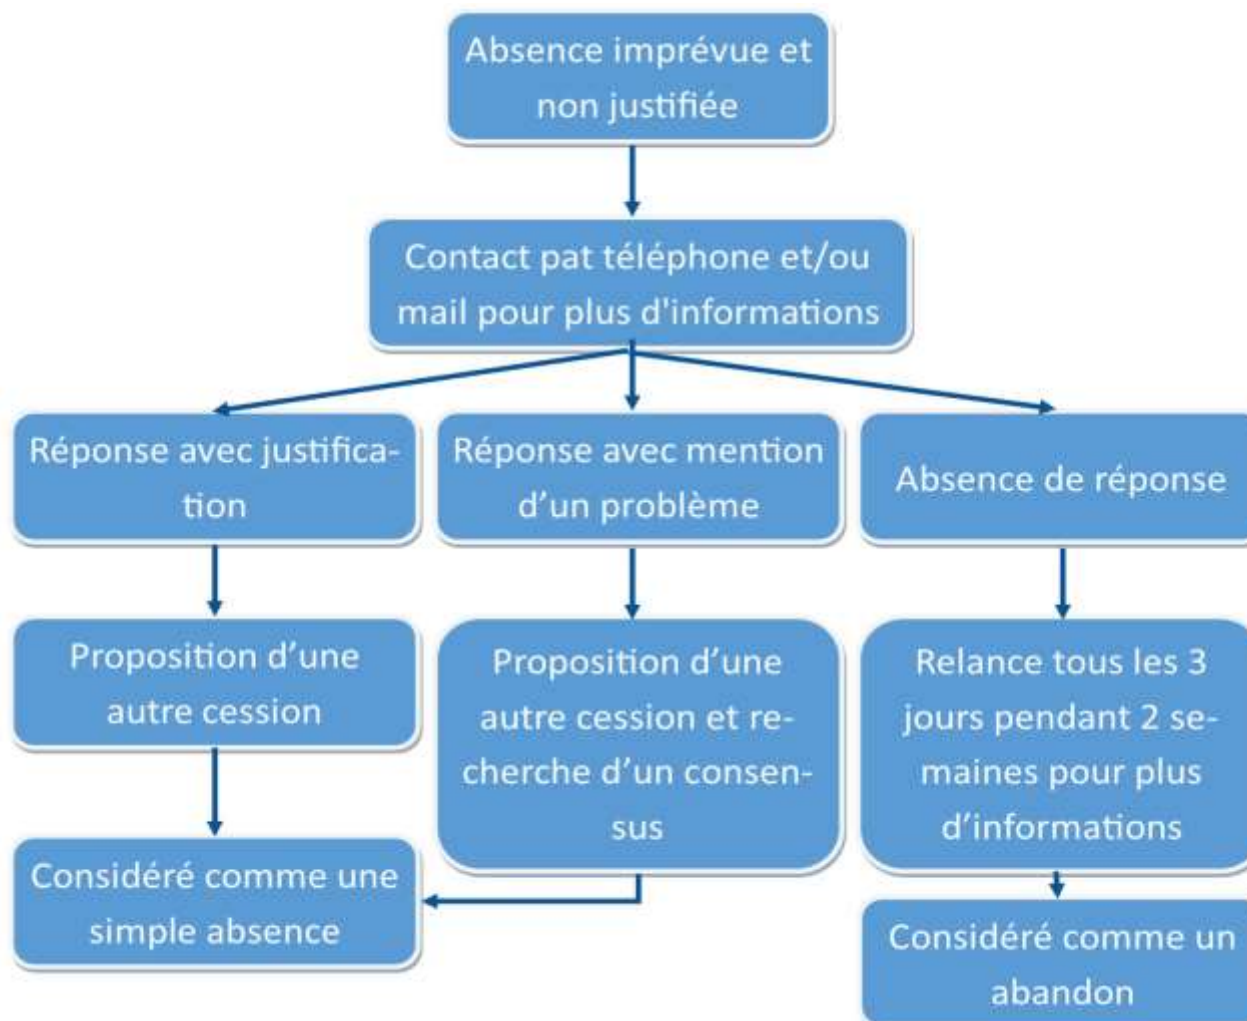 Absence imprévue et
non justifiée
Contact pat téléphone et/ou
mail pour plus d'informations
Réponse avec justifica-
tion
Réponse avec mention
d’un problème
Absence de réponse
Proposition d’une
autre cession
Proposition d’une
autre cession et re-
cherche d’un consen-
sus
Relance tous les 3
jours pendant 2 se-
maines pour plus
d’informations
Considéré comme une
simple absence
Considéré comme un
abandon